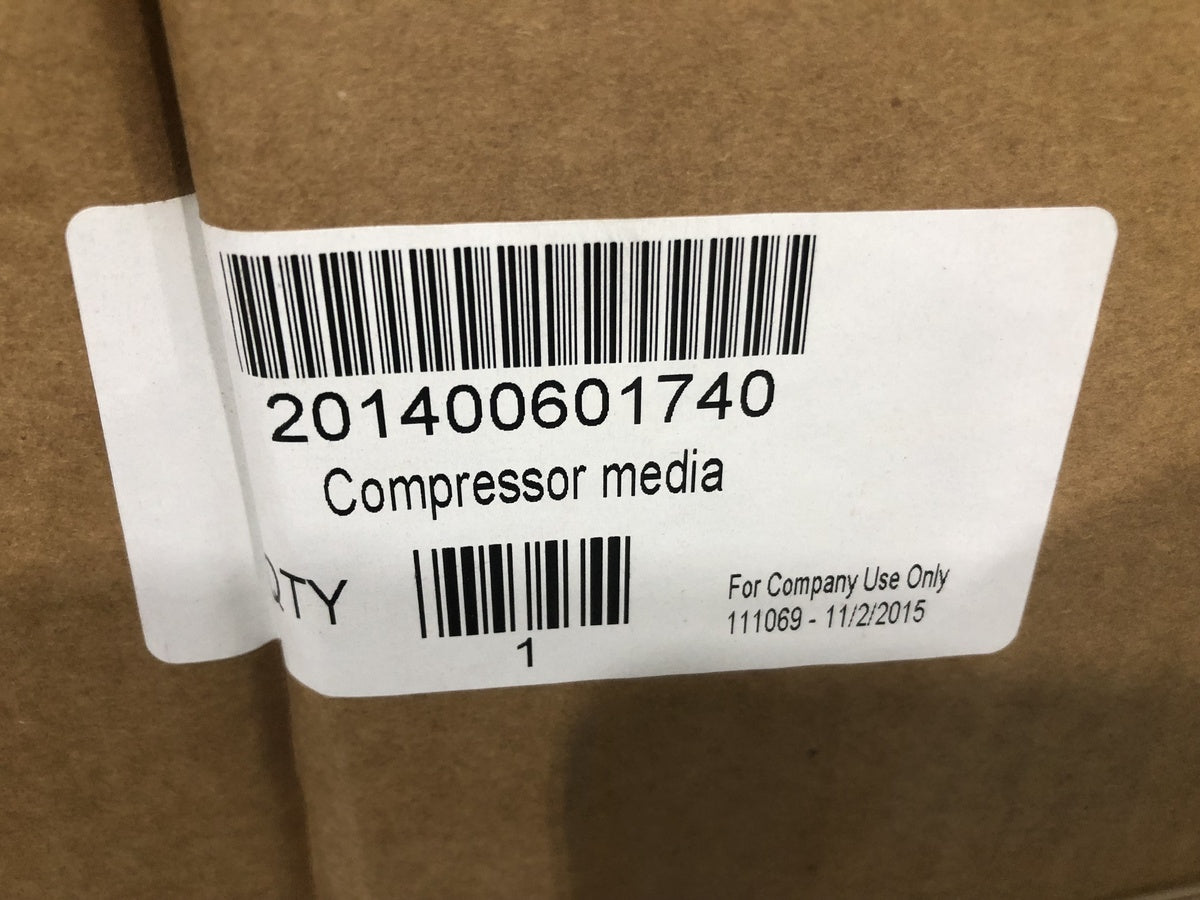 201400601740
Compressor media
QTY
1
For Company Use Only
111069 - 11/2/2015